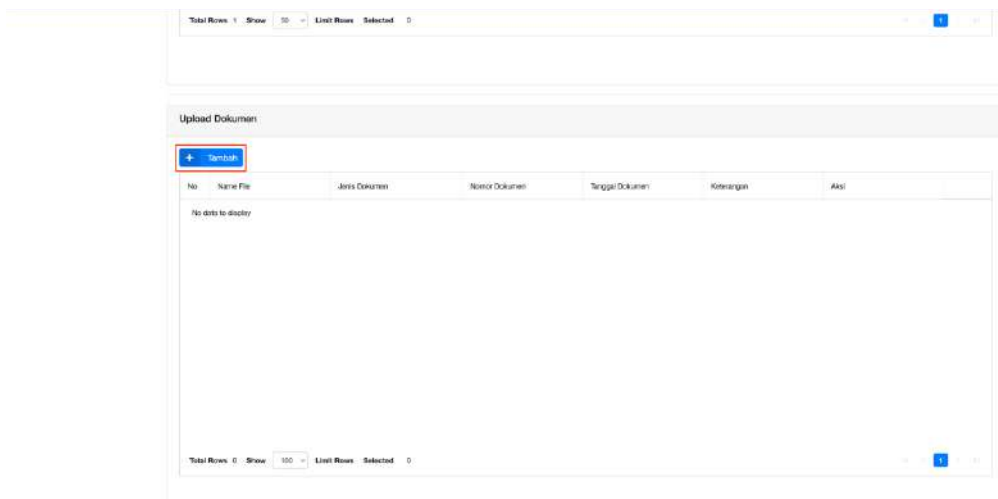 Total Rows 1 Show 50 Limit Rows Selected 0
1
Upload Dokumen
+ Tambah
No Name File Jenis Dokumen Nomor Dokumen Tanggal Dokumen Keterangan Aksi
No data to display
Total Rows 0 Show 100 Limit Rows Selected 0
1